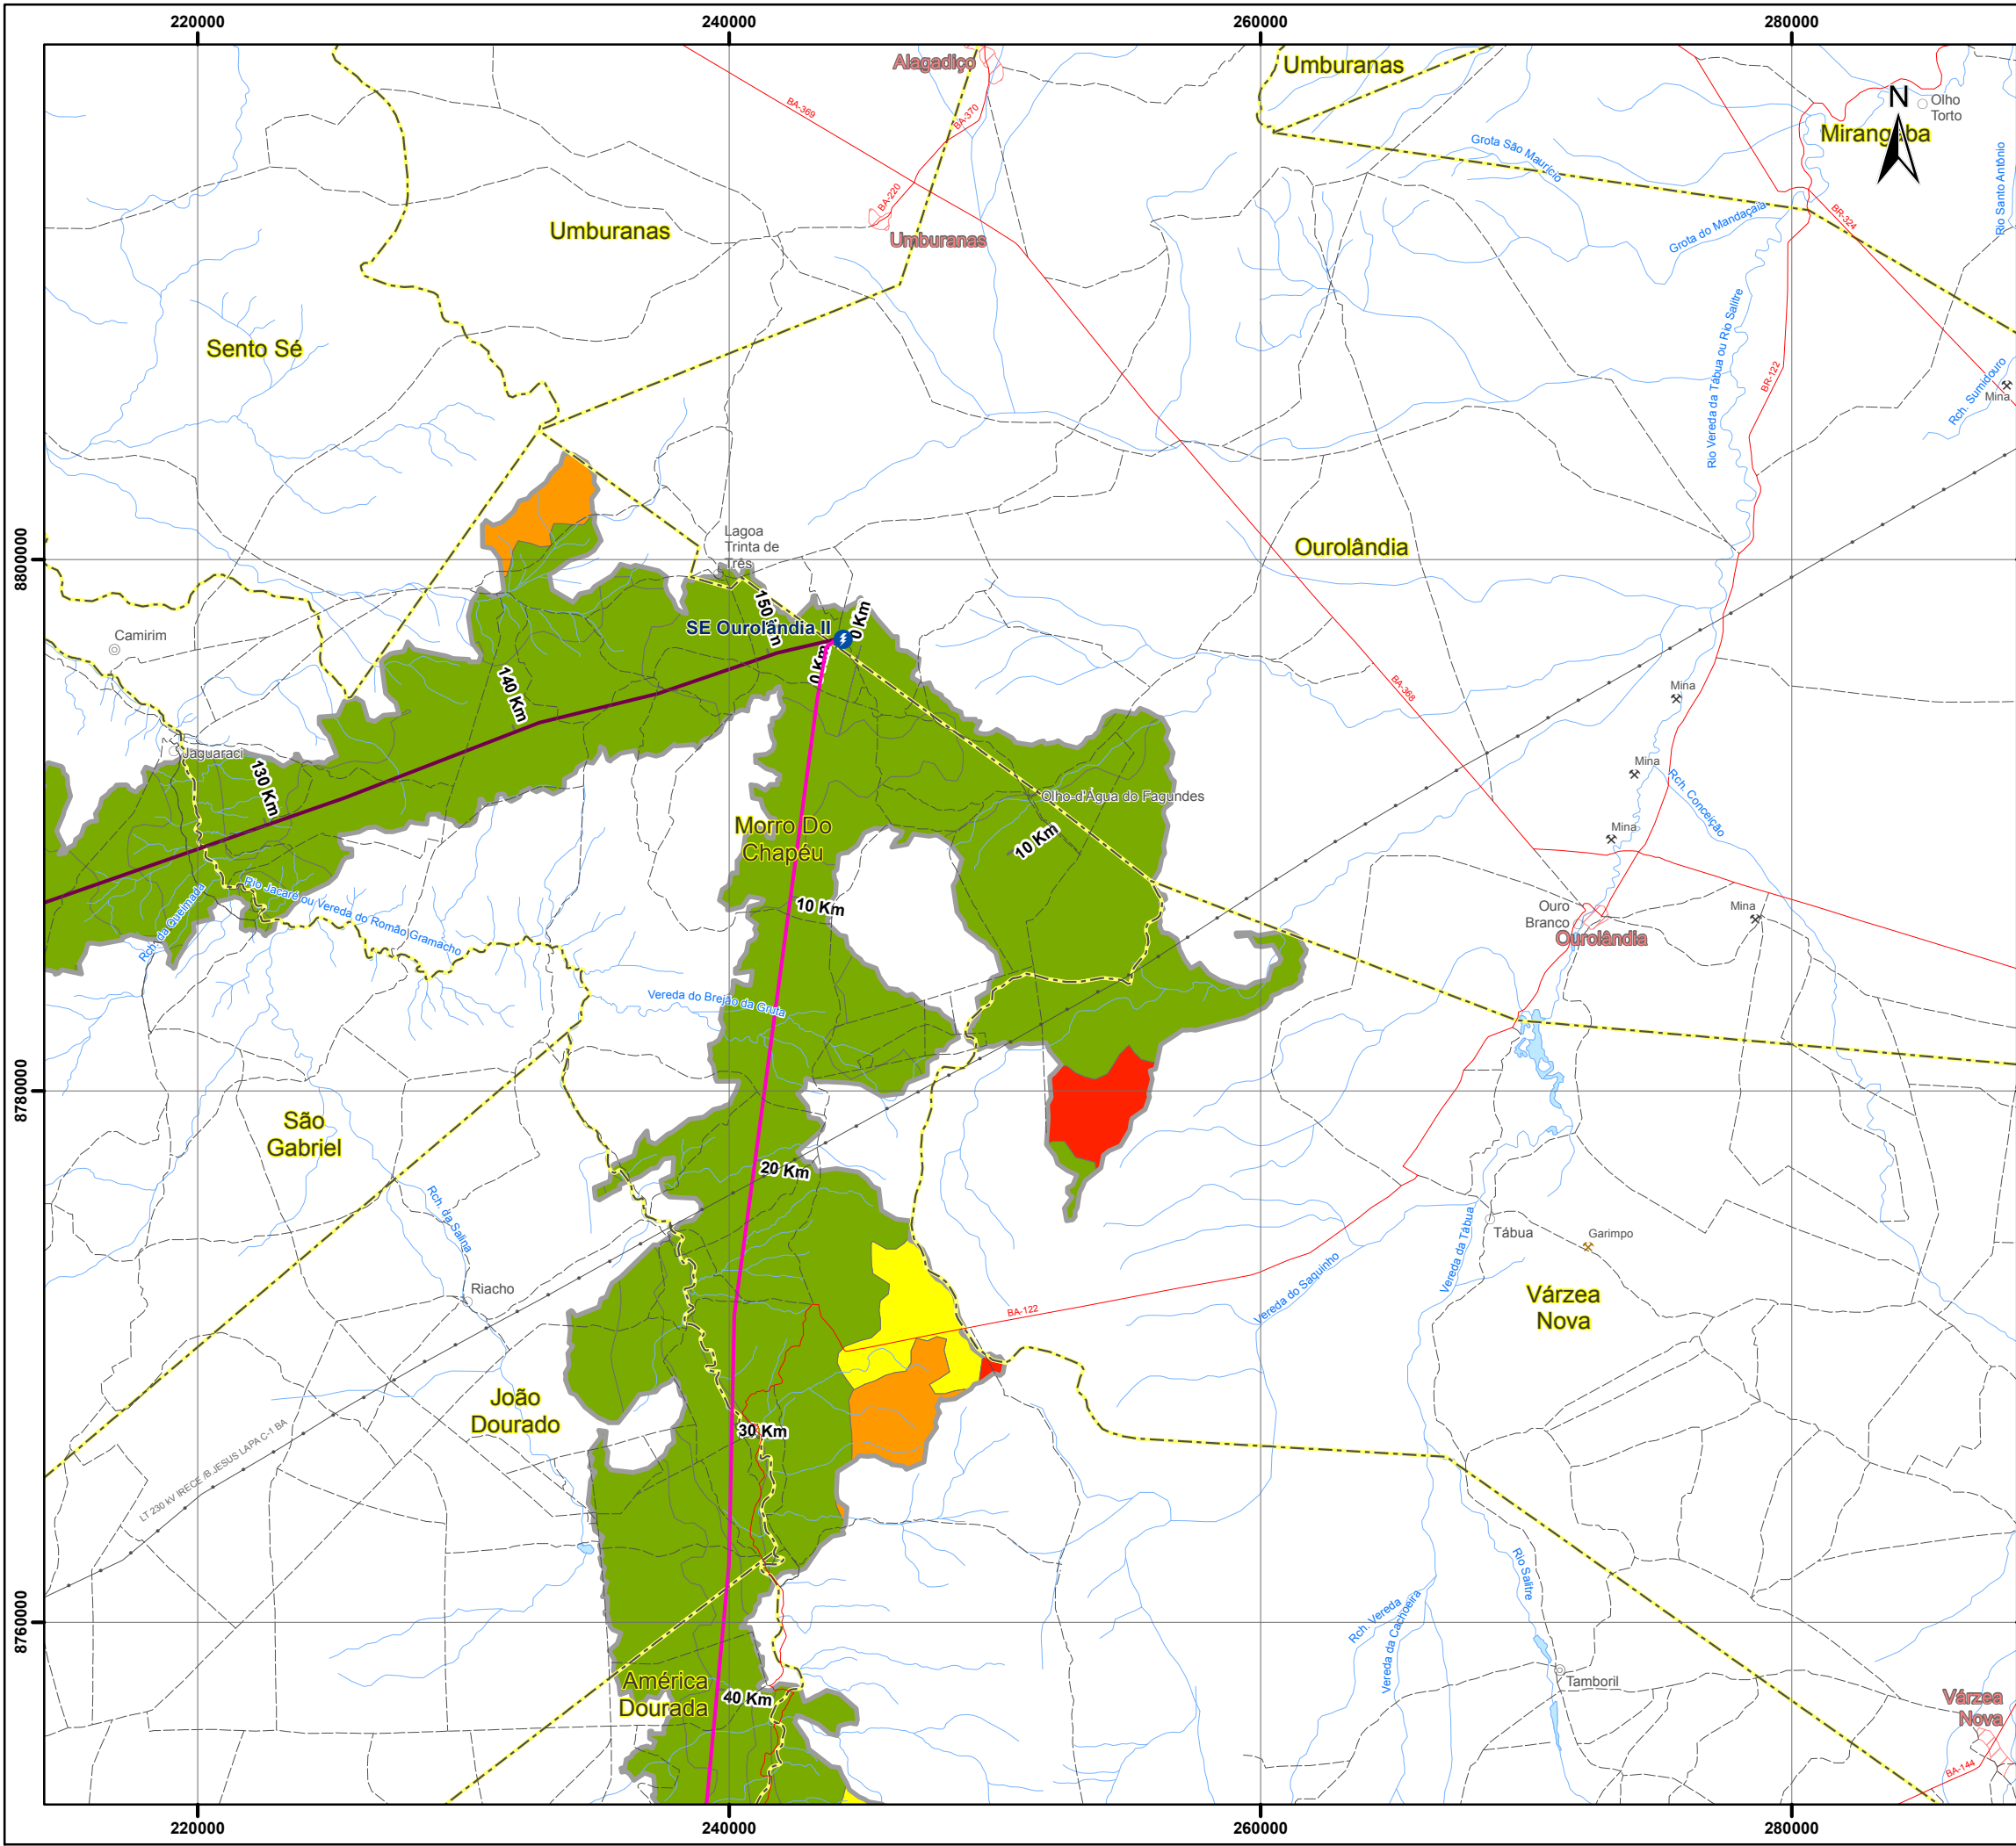 220000
240000
260000
280000
Alagadiço
Umburanas
BA-369
BA-370
N
Olho
Torto
Mirangaba
Grota São Maurício
Rio Santo Antônio
BA-220
Umburanas
Umburanas
Grota do Mandaçaia
BR-324
Sento Sé
Rio Vereda da Tábua ou Rio Salitre
BR-122
Rch. Sumidouro
Mina
8800000
8800000
Lagoa
Trinta de
Três
Ourolândia
150 Km
0 Km
SE Ourolândia II
0 Km
Camirim
140 Km
BA-368
Mina
Jaguaraci
130 Km
Mina
Rch. Conceição
Olho-d'Água do Fagundes
Morro Do
Chapéu
10 Km
Mina
Rch. da Queimada
Rio Jacaré ou Vereda do Romão Gramacho
10 Km
Ouro
Branco
Mina
Ourolândia
Vereda do Brejão da Gruta
8780000
8780000
São
Gabriel
20 Km
Rch. da Salina
Vereda da Tábua
Tábua
Garimpo
Riacho
Vereda do Saquinho
BA-122
Várzea
Nova
João
Dourado
LT 230 kV IRECE /B.JESUS LAPA C-1 BA
30 Km
Rio Salitre
Rch. Vereda
Vereda da Cachoeira
8760000
8760000
América
Dourada
40 Km
Tamboril
Várzea
Nova
BA-144
220000
240000
260000
280000